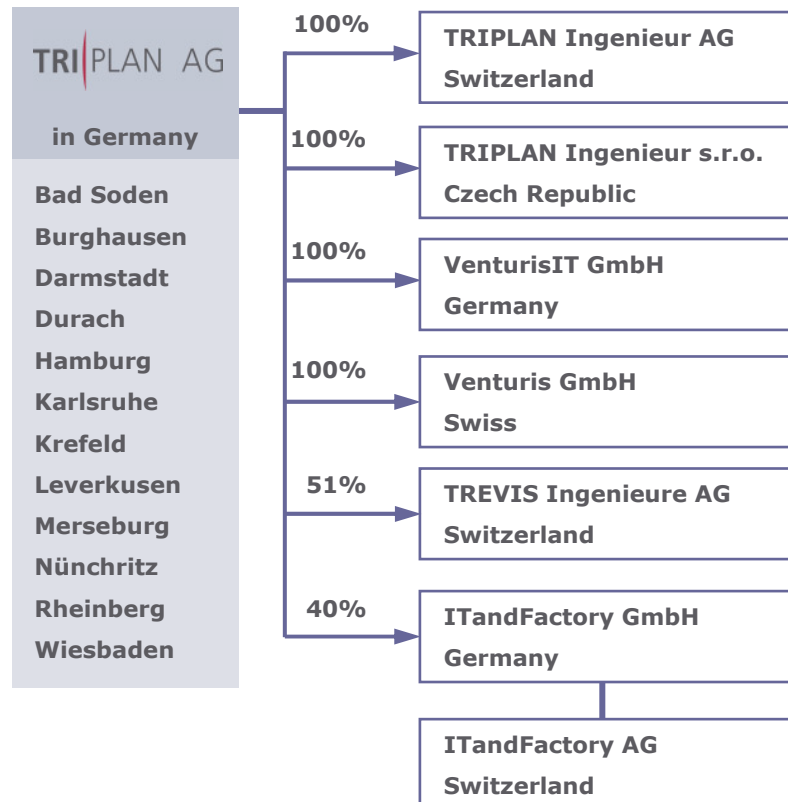 TRIPLAN AG
in Germany
Bad Soden
Burghausen
Darmstadt
Durach
Hamburg
Karlsruhe
Krefeld
Leverkusen
Merseburg
Nünchritz
Rheinberg
Wiesbaden
100%
TRIPLAN Ingenieur AG
Switzerland
100%
TRIPLAN Ingenieur s.r.o.
Czech Republic
100%
VenturisIT GmbH
Germany
100%
Venturis GmbH
Swiss
51%
TREVIS Ingenieure AG
Switzerland
40%
ITandFactory GmbH
Germany
ITandFactory AG
Switzerland